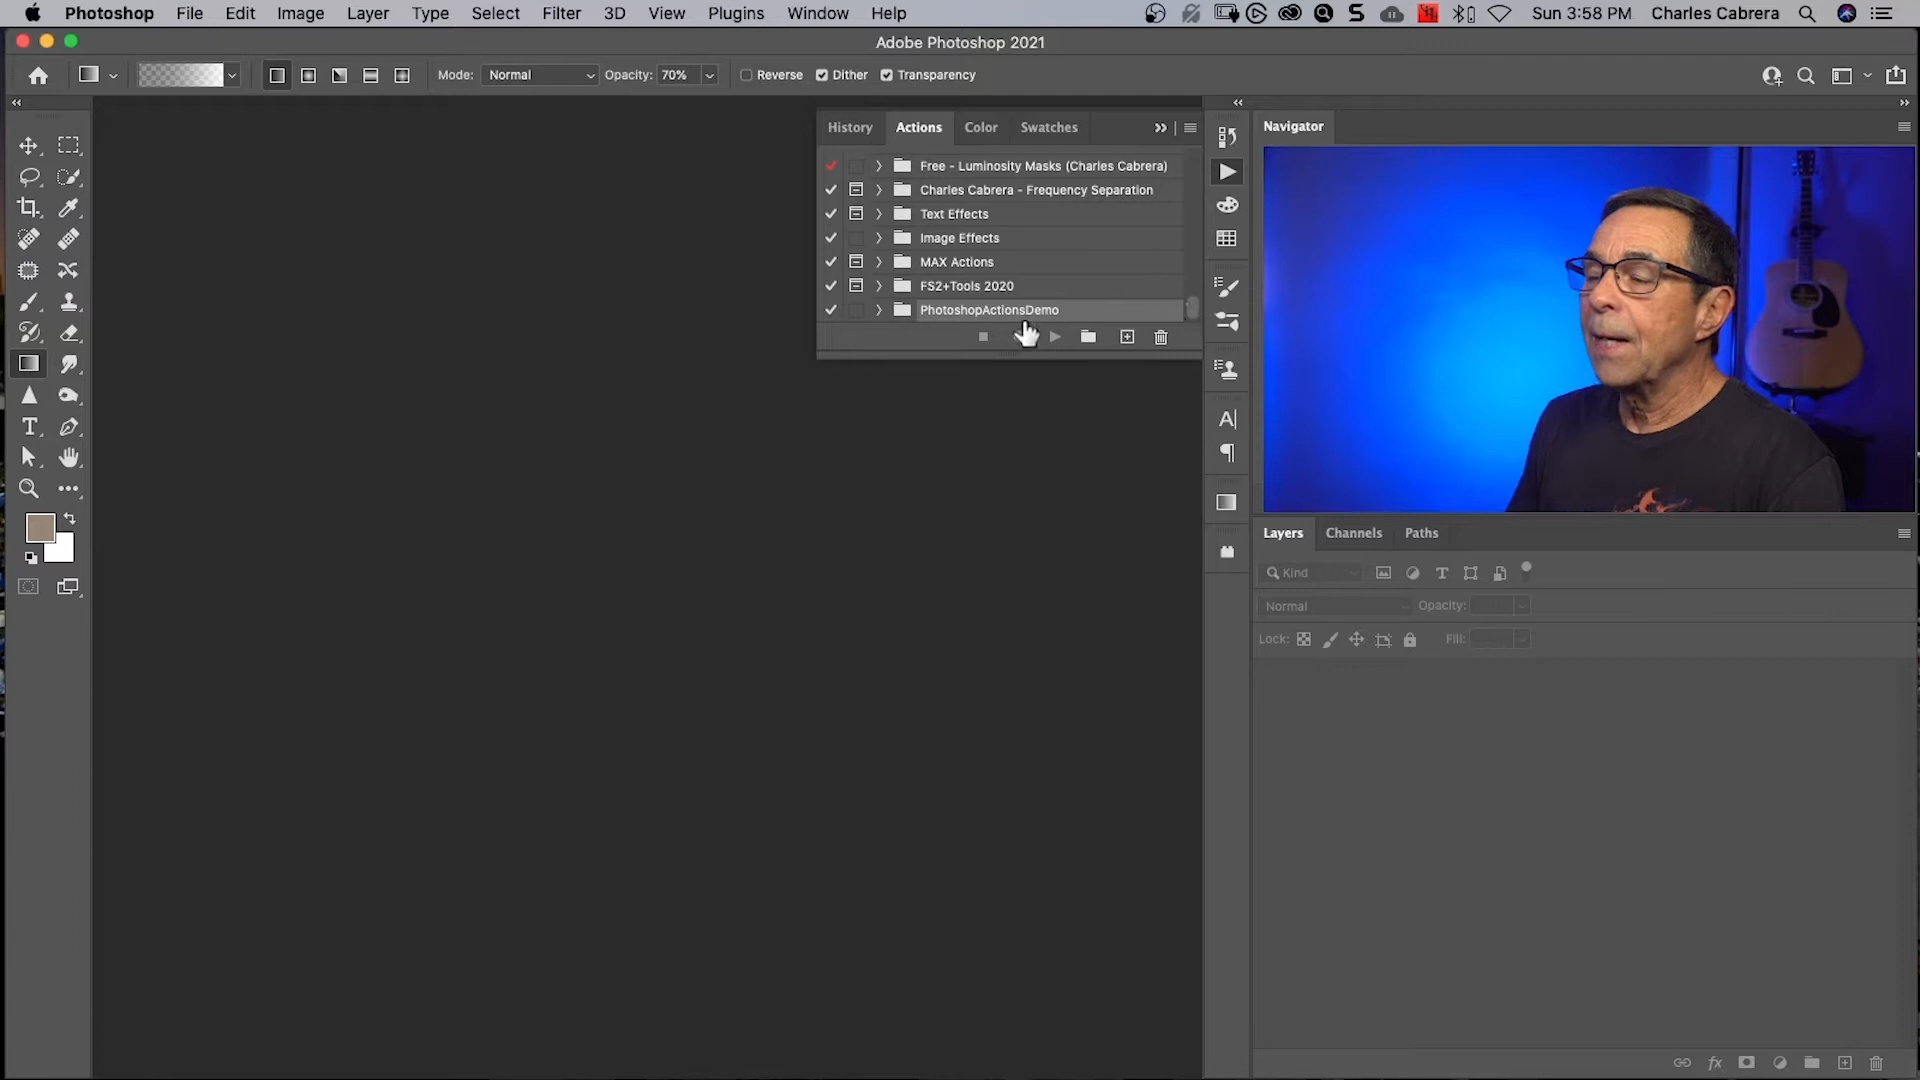 Photoshop File Edit Image Layer Type Select Filter 3D View Plugins Window Help Sun 3:58 PM Charles Cabrera
Adobe Photoshop 2021
Mode: Normal Opacity: 70% Reverse Dither Transparency
History Actions Color Swatches
Navigator
Free - Luminosity Masks (Charles Cabrera)
Charles Cabrera - Frequency Separation
Text Effects
Image Effects
MAX Actions
FS2+Tools 2020
PhotoshopActionsDemo
Layers Channels Paths
Kind
Normal Opacity:
Lock: Fill: